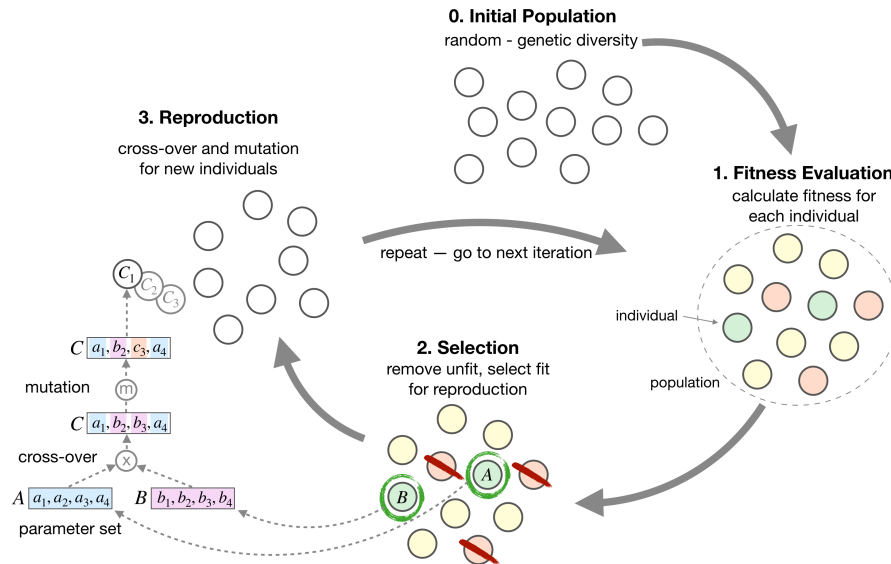 0. Initial Population
random - genetic diversity
3. Reproduction
cross-over and mutation
for new individuals
1. Fitness Evaluation
calculate fitness for
each individual
repeat — go to next iteration
individual
population
2. Selection
remove unfit, select fit
for reproduction
C₁
C₂
C₃
C a₁, b₂, c₃, a₄
mutation
m
C a₁, b₂, b₃, a₄
cross-over
x
A a₁, a₂, a₃, a₄
B b₁, b₂, b₃, b₄
parameter set
A
B